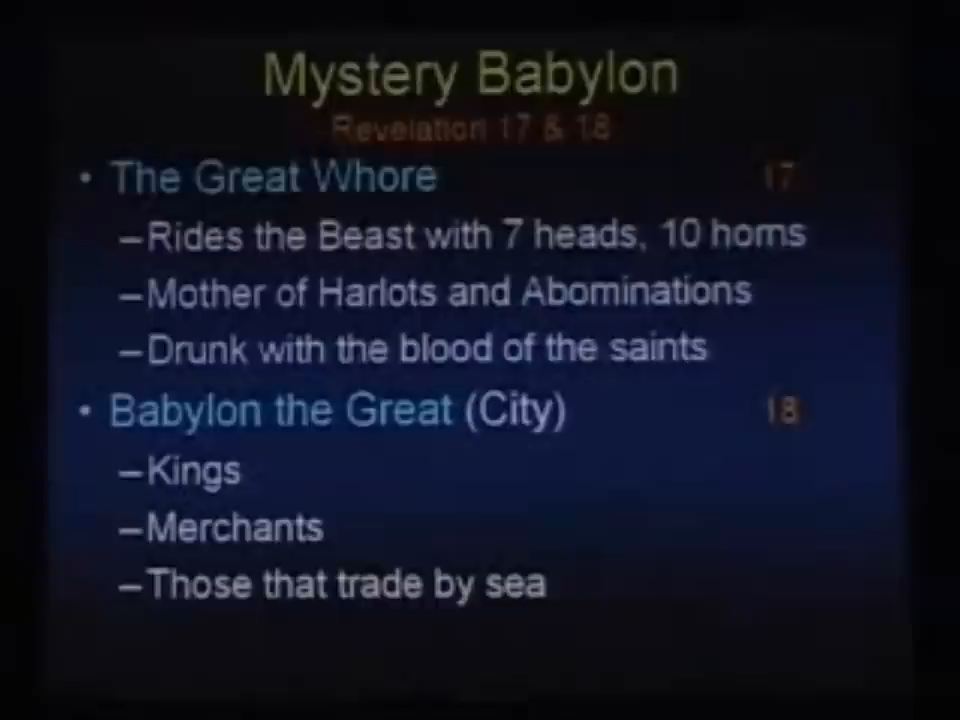 Mystery Babylon
Revelation 17 & 18
• The Great Whore 17
–Rides the Beast with 7 heads, 10 horns
–Mother of Harlots and Abominations
–Drunk with the blood of the saints
• Babylon the Great (City) 18
–Kings
–Merchants
–Those that trade by sea